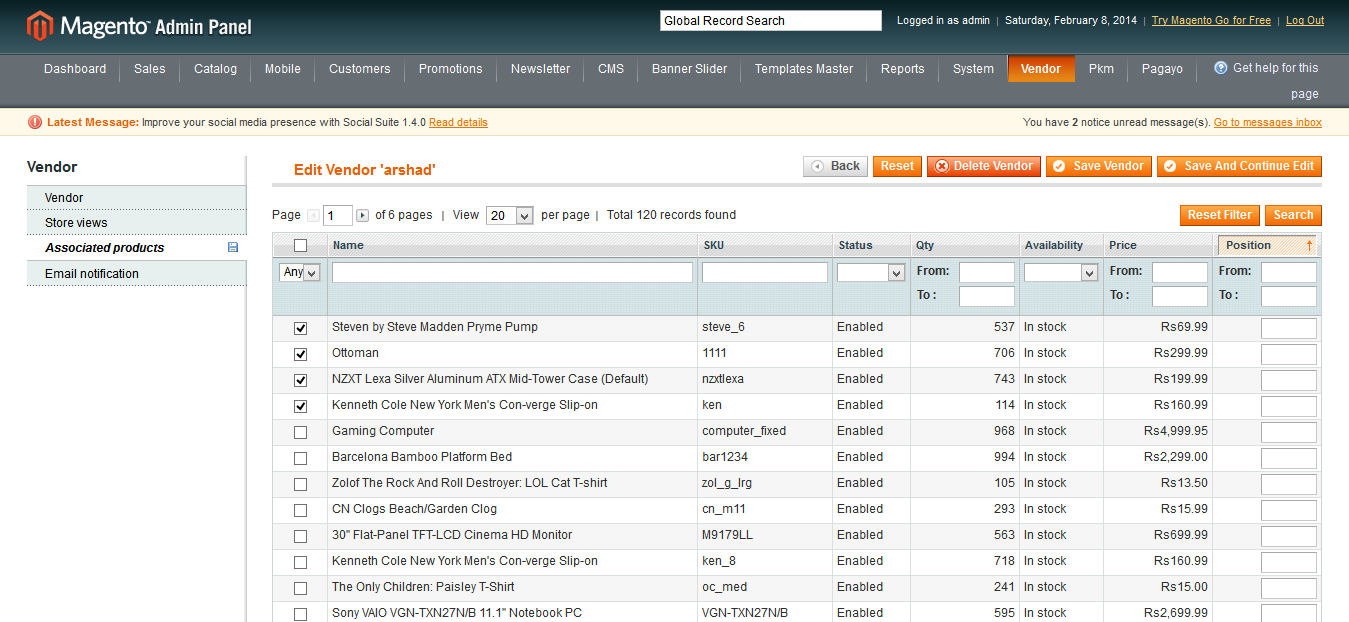 Magento Admin Panel
Global Record Search
Logged in as admin | Saturday, February 8, 2014 | Try Magento Go for Free | Log Out
Dashboard Sales Catalog Mobile Customers Promotions Newsletter CMS Banner Slider Templates Master Reports System Vendor Pkm Pagayo Get help for this
page
Latest Message: Improve your social media presence with Social Suite 1.4.0 Read details
You have 2 notice unread message(s). Go to messages inbox
Vendor
Vendor
Store views
Associated products
Email notification
Edit Vendor 'arshad'
Back Reset Delete Vendor Save Vendor Save And Continue Edit
Page 1 of 6 pages | View 20 per page | Total 120 records found
Reset Filter Search
Name SKU Status Qty Availability Price Position
Any From: From: From:
To : To : To :
Steven by Steve Madden Pryme Pump steve_6 Enabled 537 In stock Rs69.99
Ottoman 1111 Enabled 706 In stock Rs299.99
NZXT Lexa Silver Aluminum ATX Mid-Tower Case (Default) nzxtlexa Enabled 743 In stock Rs199.99
Kenneth Cole New York Men's Con-verge Slip-on ken Enabled 114 In stock Rs160.99
Gaming Computer computer_fixed Enabled 968 In stock Rs4,999.95
Barcelona Bamboo Platform Bed bar1234 Enabled 994 In stock Rs2,299.00
Zolof The Rock And Roll Destroyer: LOL Cat T-shirt zol_g_lrg Enabled 105 In stock Rs13.50
CN Clogs Beach/Garden Clog cn_m11 Enabled 293 In stock Rs15.99
30" Flat-Panel TFT-LCD Cinema HD Monitor M9179LL Enabled 563 In stock Rs699.99
Kenneth Cole New York Men's Con-verge Slip-on ken_8 Enabled 718 In stock Rs160.99
The Only Children: Paisley T-Shirt oc_med Enabled 241 In stock Rs15.00
Sony VAIO VGN-TXN27N/B 11.1" Notebook PC VGN-TXN27N/B Enabled 595 In stock Rs2,699.99